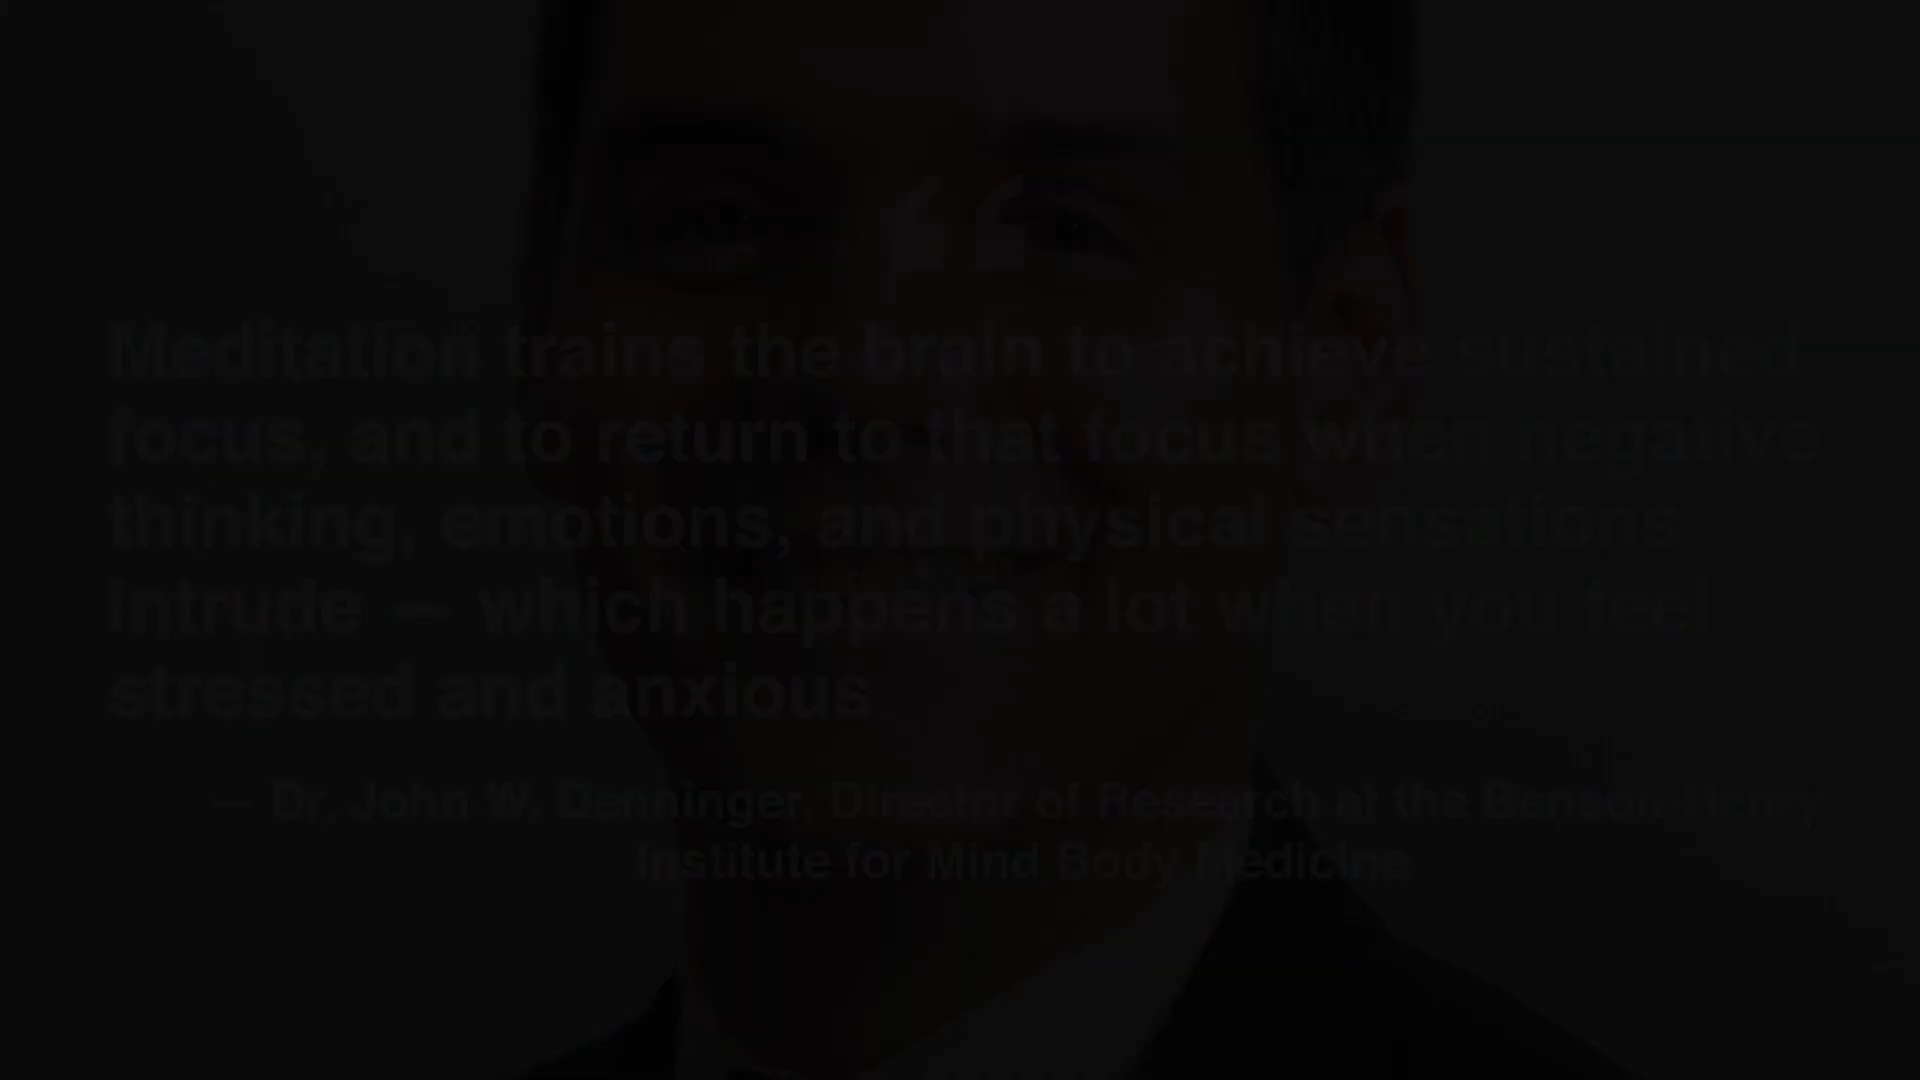 “
Meditation trains the brain to achieve sustained
focus, and to return to that focus when negative
thinking, emotions, and physical sensations
intrude — which happens a lot when you feel
stressed and anxious
— Dr. John W. Denninger, Director of Research at the Benson-Henry
Institute for Mind Body Medicine